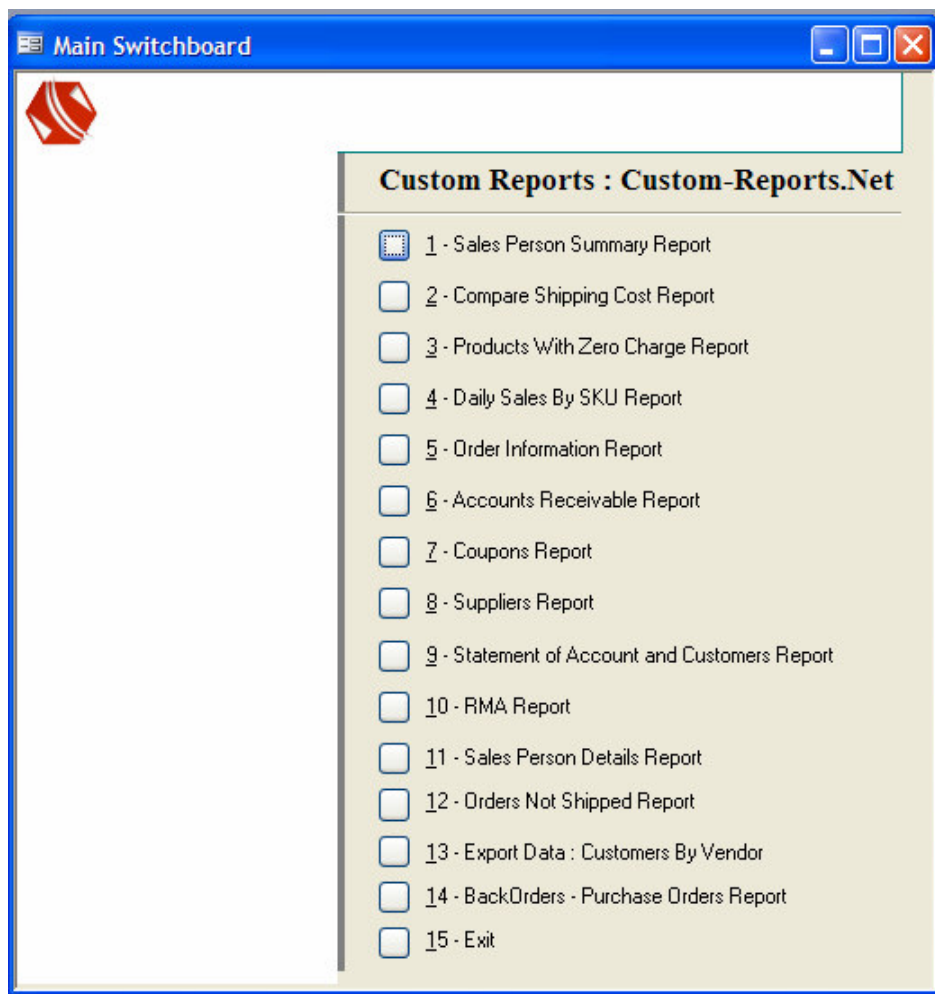 Main Switchboard
Custom Reports : Custom-Reports.Net
1 - Sales Person Summary Report
2 - Compare Shipping Cost Report
3 - Products With Zero Charge Report
4 - Daily Sales By SKU Report
5 - Order Information Report
6 - Accounts Receivable Report
7 - Coupons Report
8 - Suppliers Report
9 - Statement of Account and Customers Report
10 - RMA Report
11 - Sales Person Details Report
12 - Orders Not Shipped Report
13 - Export Data : Customers By Vendor
14 - BackOrders - Purchase Orders Report
15 - Exit